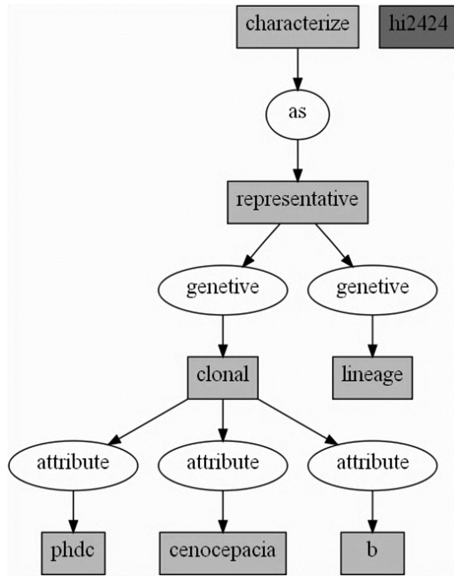 characterize hi2424
as
representative
genetive genetive
clonal lineage
attribute attribute attribute
phdc cenocepacia b